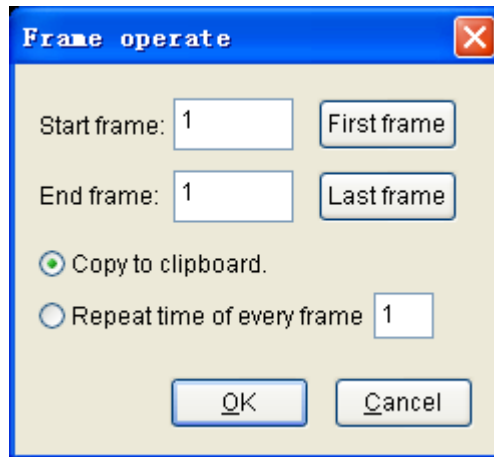 Frame operate
Start frame: 1 First frame
End frame: 1 Last frame
Copy to clipboard.
Repeat time of every frame 1
OK Cancel